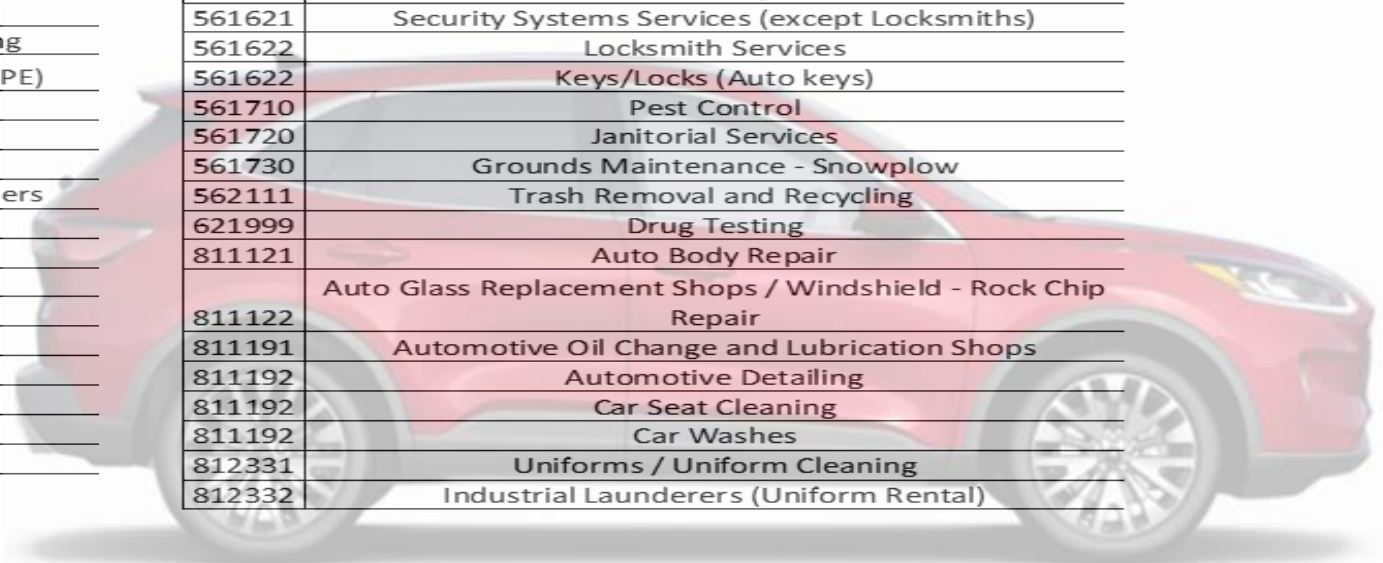 ng
PE)
ers
561621 Security Systems Services (except Locksmiths)
561622 Locksmith Services
561622 Keys/Locks (Auto keys)
561710 Pest Control
561720 Janitorial Services
561730 Grounds Maintenance - Snowplow
562111 Trash Removal and Recycling
621999 Drug Testing
811121 Auto Body Repair
Auto Glass Replacement Shops / Windshield - Rock Chip
811122 Repair
811191 Automotive Oil Change and Lubrication Shops
811192 Automotive Detailing
811192 Car Seat Cleaning
811192 Car Washes
812331 Uniforms / Uniform Cleaning
812332 Industrial Launderers (Uniform Rental)